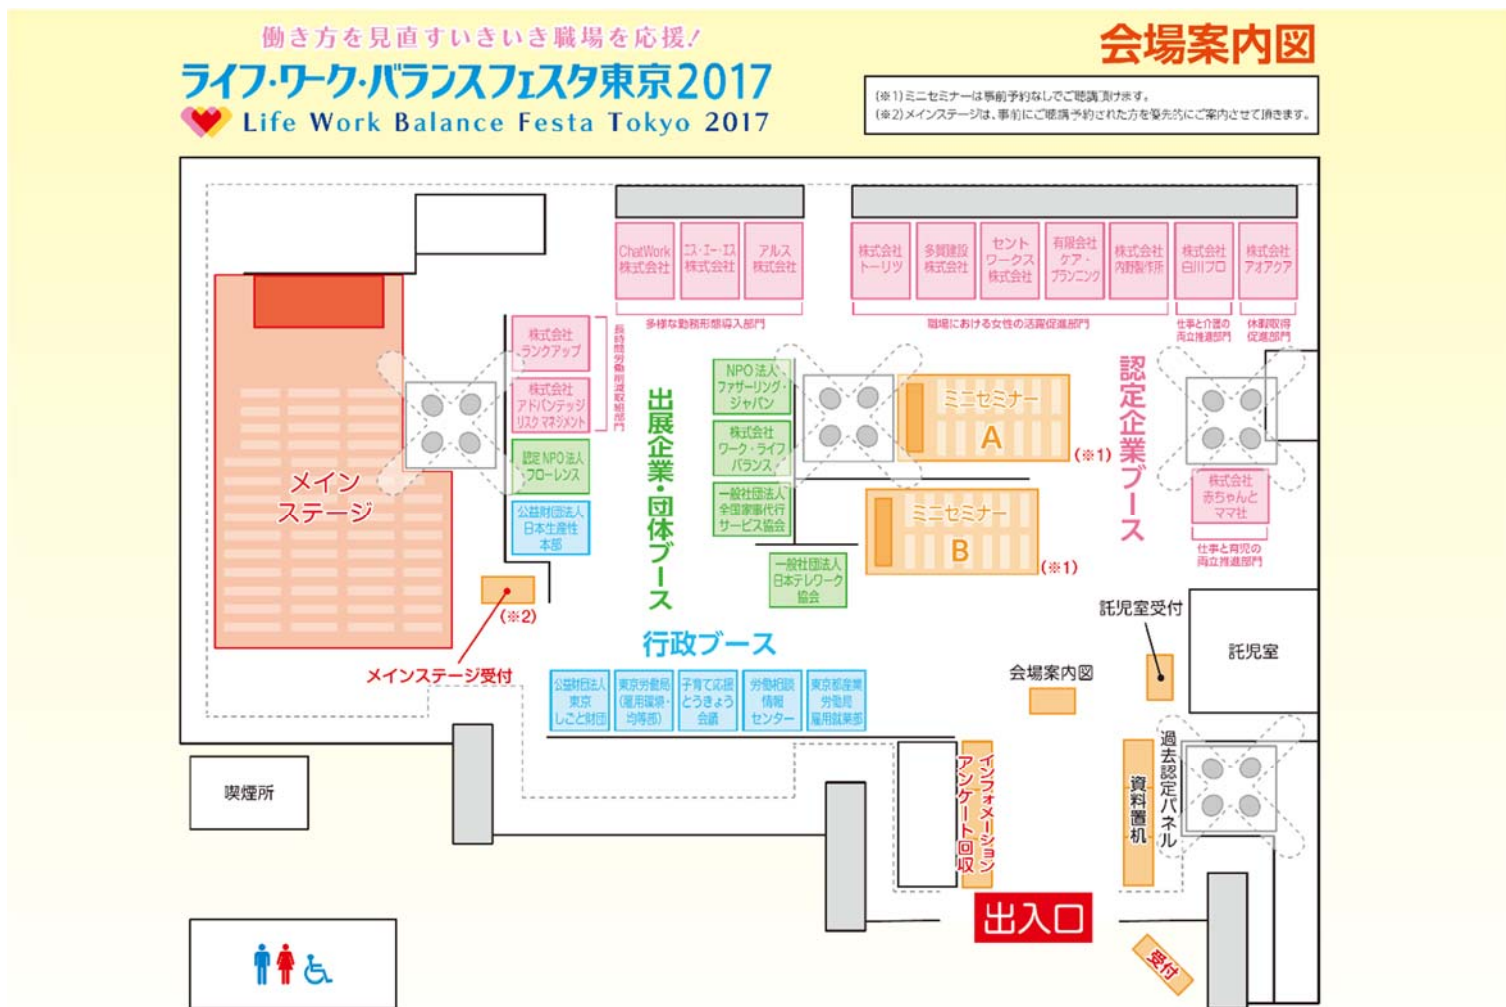 働き方を見直すいきいき職場を応援!
ライフ・ワーク・バランスフェスタ東京2017
Life Work Balance Festa Tokyo 2017
会場案内図
(※1)ミニセミナーは事前予約なしでご聴講頂けます。
(※2)メインステージは、事前にご聴講予約された方を優先的にご案内させて頂きます。
ChatWork
株式会社
エス・エー・エス
株式会社
アルス
株式会社
多様な勤務形態導入部門
株式会社
トーリツ
多賀建設
株式会社
セント
ワークス
株式会社
有限会社
ケア・
プランニング
株式会社
内野製作所
職場における女性の活躍促進部門
株式会社
白川プロ
仕事と介護の
両立推進部門
株式会社
アオアクア
休暇取得
促進部門
株式会社
ランクアップ
株式会社
アドバンテッジ
リスク マネジメント
長時間労働削減取組部門
認定 NPO 法人
フローレンス
公益財団法人
日本生産性
本部
メイン
ステージ
(※2)
メインステージ受付
出展企業・団体ブース
NPO 法人
ファザーリング・
ジャパン
株式会社
ワーク・ライフ
バランス
一般社団法人
全国家事代行
サービス協会
一般社団法人
日本テレワーク
協会
ミニセミナー
A
(※1)
ミニセミナー
B
(※1)
認定企業ブース
株式会社
赤ちゃんと
ママ社
仕事と育児の
両立推進部門
行政ブース
公益財団法人
東京
しごと財団
東京労働局
(雇用環境・
均等部)
子育て応援
とうきょう
会議
労働相談
情報
センター
東京都産業
労働局
雇用就業部
託児室受付
託児室
会場案内図
インフォメーション
アンケート回収
資料置机
過去認定パネル
喫煙所
出入口
受付